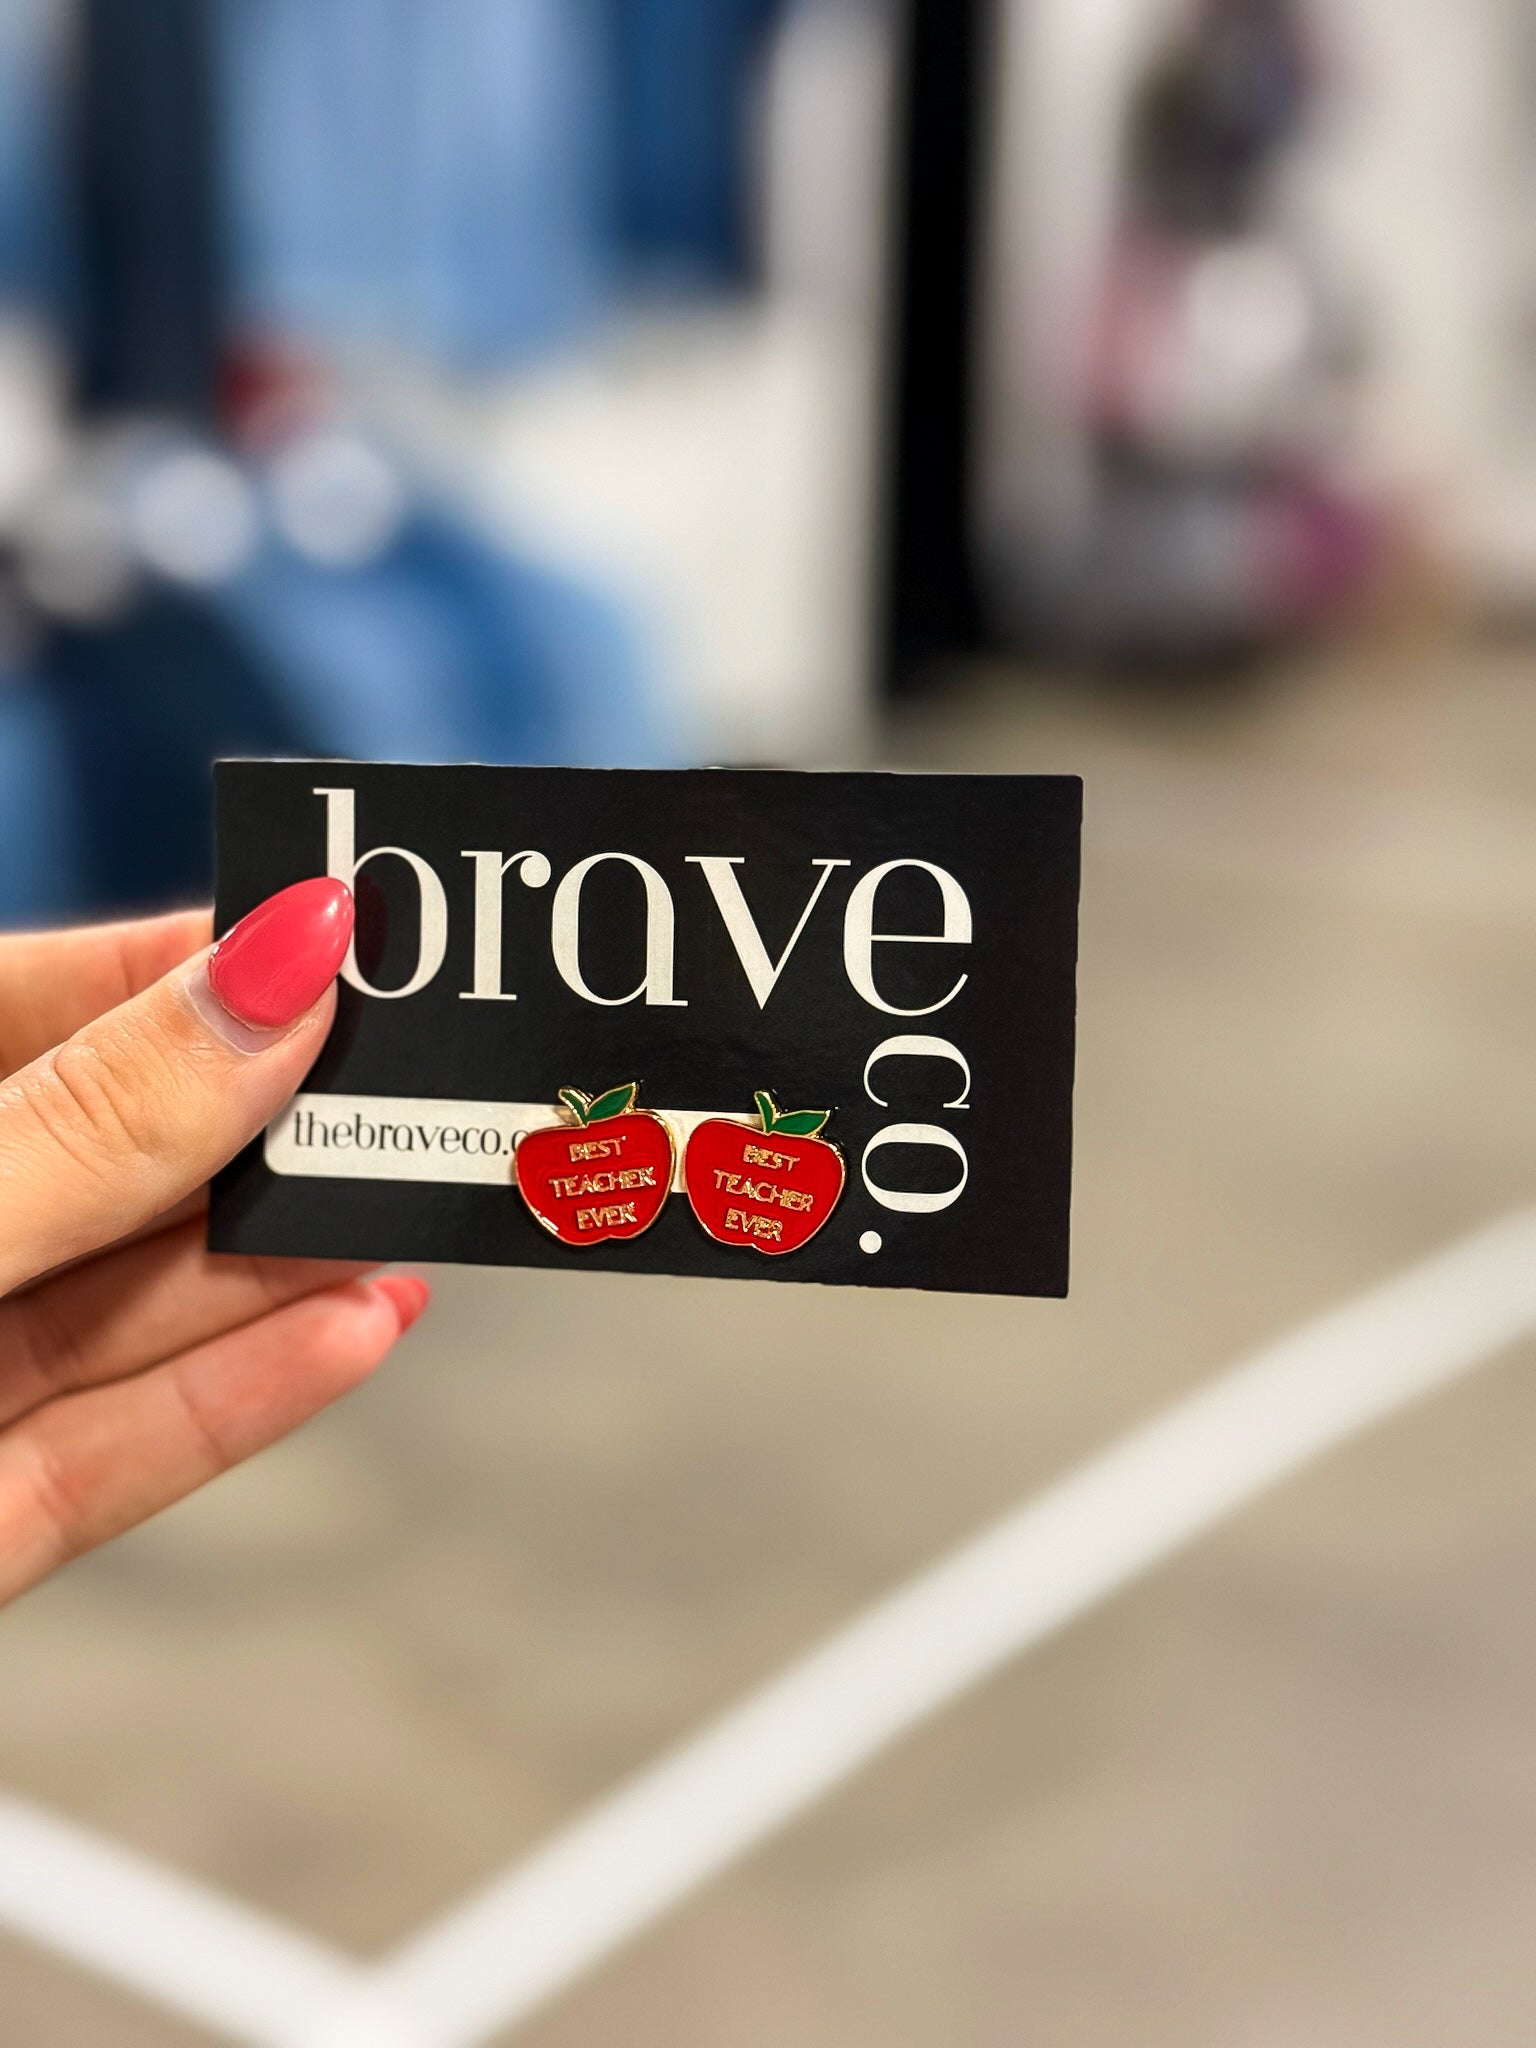 brave
co.
thebraveco.c
BEST
TEACHER
EVER
BEST
TEACHER
EVER